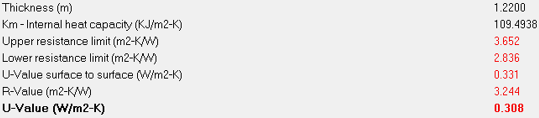 Thickness (m) 1.2200
Km - Internal heat capacity (KJ/m2-K) 109.4938
Upper resistance limit (m2-K/W) 3.652
Lower resistance limit (m2-K/W) 2.836
U-Value surface to surface (W/m2-K) 0.331
R-Value (m2-K/W) 3.244
U-Value (W/m2-K) 0.308